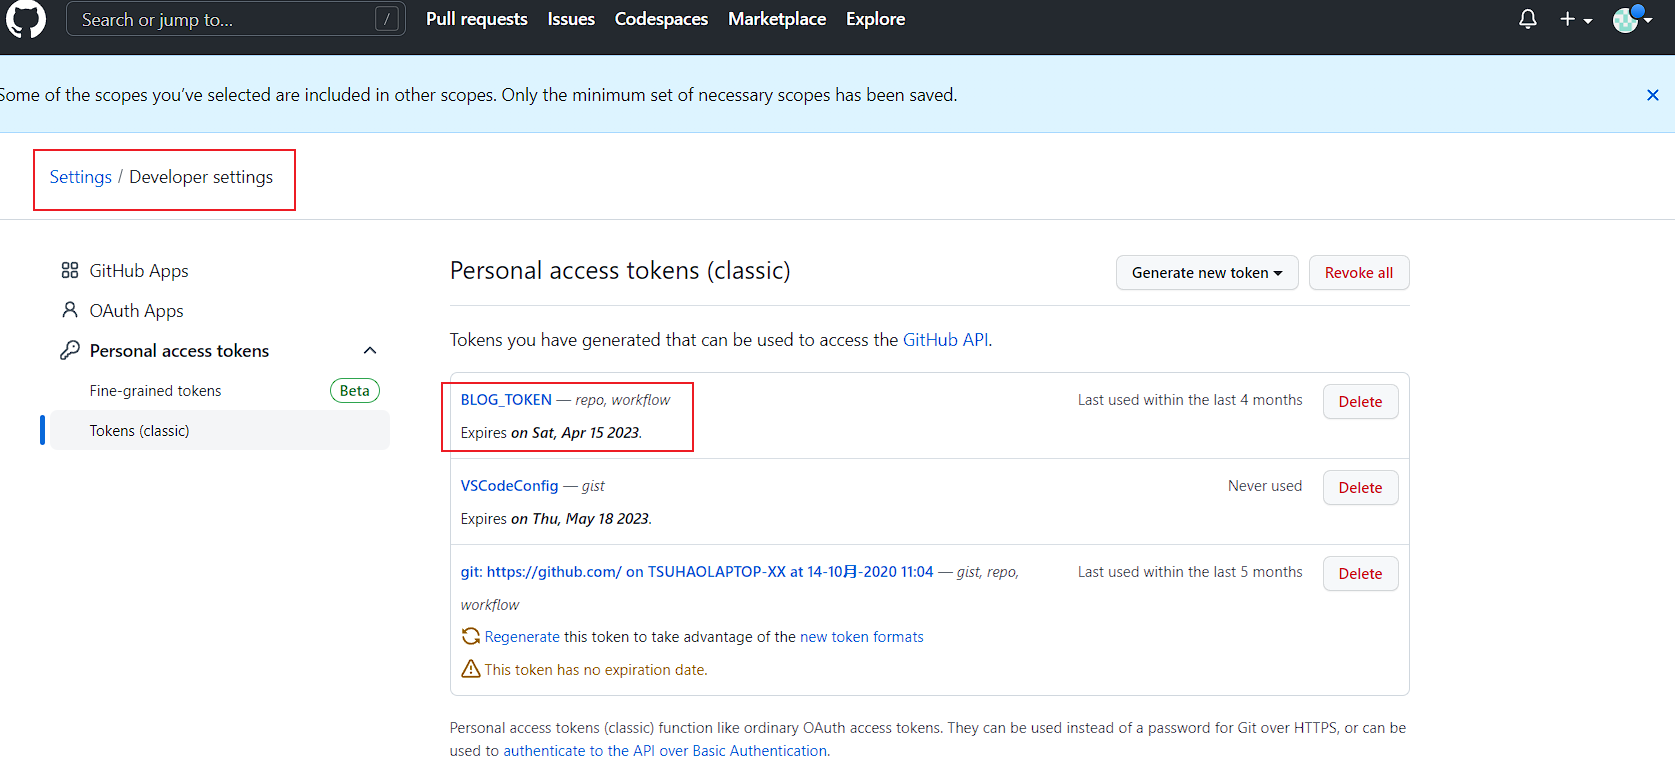 Search or jump to... /
Pull requests Issues Codespaces Marketplace Explore
Some of the scopes you've selected are included in other scopes. Only the minimum set of necessary scopes has been saved.
Settings / Developer settings
GitHub Apps
OAuth Apps
Personal access tokens
Fine-grained tokens Beta
Tokens (classic)
Personal access tokens (classic)
Generate new token Revoke all
Tokens you have generated that can be used to access the GitHub API.
BLOG_TOKEN — repo, workflow Last used within the last 4 months Delete
Expires on Sat, Apr 15 2023.
VSCodeConfig — gist Never used Delete
Expires on Thu, May 18 2023.
git: https://github.com/ on TSUHAOLAPTOP-XX at 14-10月-2020 11:04 — gist, repo, Last used within the last 5 months Delete
workflow
Regenerate this token to take advantage of the new token formats
This token has no expiration date.
Personal access tokens (classic) function like ordinary OAuth access tokens. They can be used instead of a password for Git over HTTPS, or can be
used to authenticate to the API over Basic Authentication.